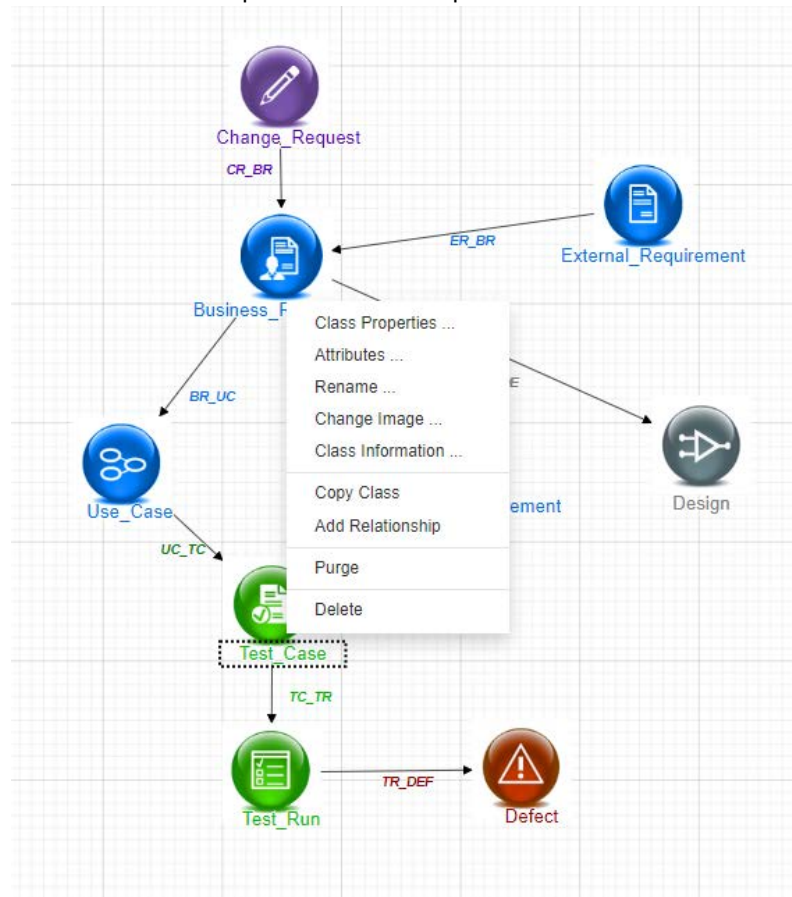 Change_Request
CR_BR
ER_BR
External_Requirement
Class Properties ...
Attributes ...
BR_UC
Rename ...
Change Image ...
Class Information ...
Use_Case
Copy Class
ement
Design
Add Relationship
UC_TC
Purge
Delete
Test_Case
TC_TR
TR_DEF
Test_Run
Defect